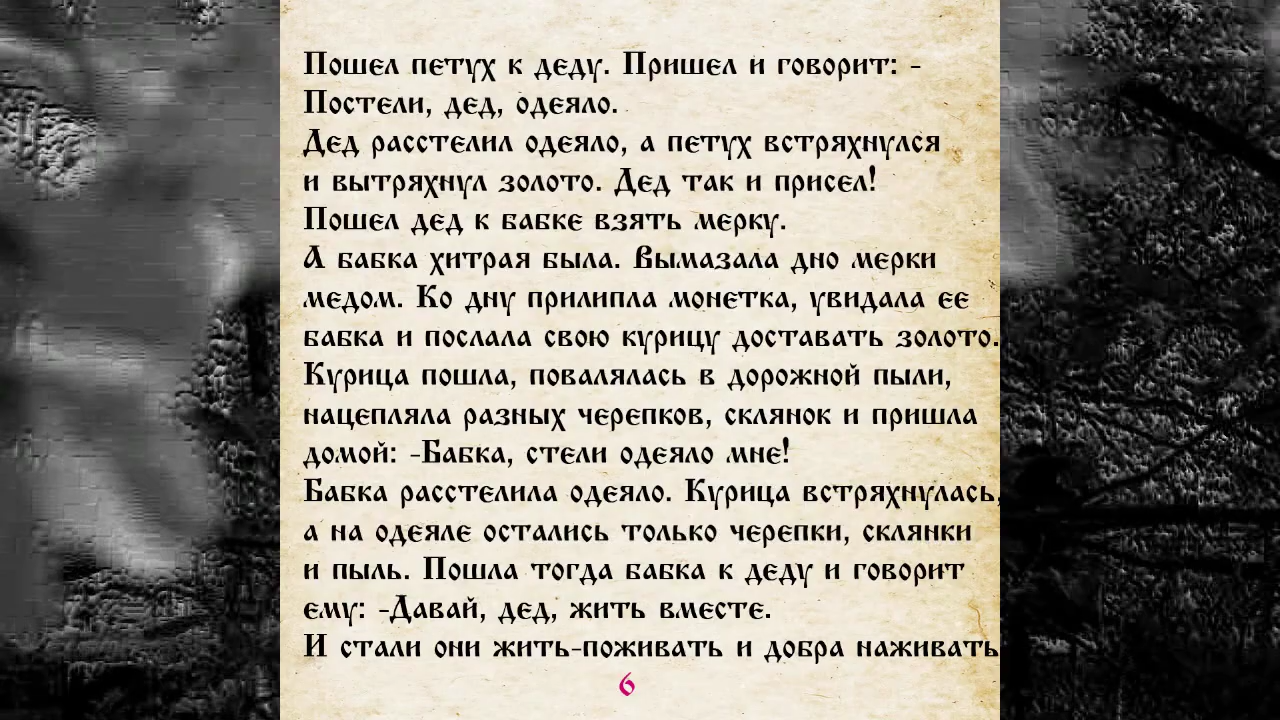 Пошел петух к деду. Пришел и говорит: -
Постели, дед, одеяло.
Дед расстелил одеяло, а петух встряхнулся
и вытряхнул золото. Дед так и присел!
Пошел дед к бабке взять мерку.
А бабка хитрая была. Вымазала дно мерки
медом. Ко дну прилипла монетка, увидала ее
бабка и послала свою курицу доставать золото.
Курица пошла, повалялась в дорожной пыли,
нацепляла разных черепков, склянок и пришла
домой: -Бабка, стели одеяло мне!
Бабка расстелила одеяло. Курица встряхнулась,
а на одеяле остались только черепки, склянки
и пыль. Пошла тогда бабка к деду и говорит
ему: -Давай, дед, жить вместе.
И стали они жить-поживать и добра наживать
6